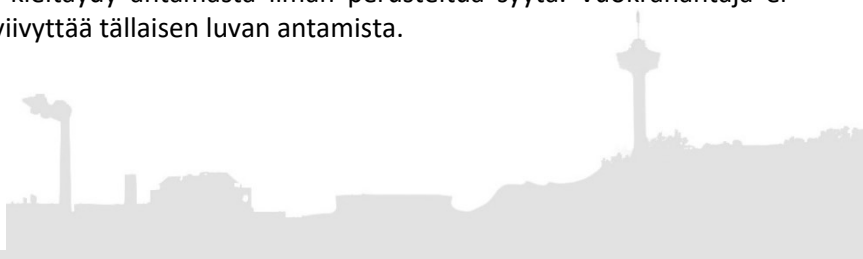 kieltäydy antamasta ilman perusteltua syytä. Vuokranantaja ei
viivyttää tällaisen luvan antamista.